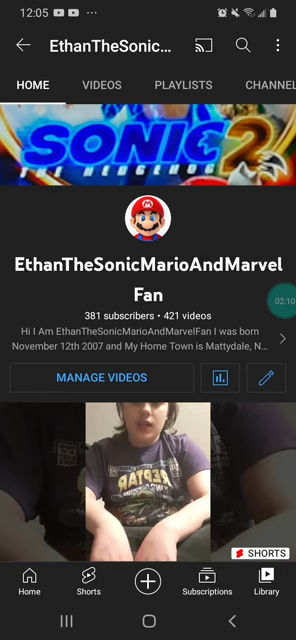 12:05
EthanTheSonic...
HOME VIDEOS PLAYLISTS CHANNEL
SONIC 2
THE HEDGEHOG
M
EthanTheSonicMarioAndMarvel
Fan
02:10
381 subscribers • 421 videos
Hi I Am EthanTheSonicMarioAndMarvelFan I was born
November 12th 2007 and My Home Town is Mattydale, N...
MANAGE VIDEOS
SHORTS
Home Shorts Subscriptions Library